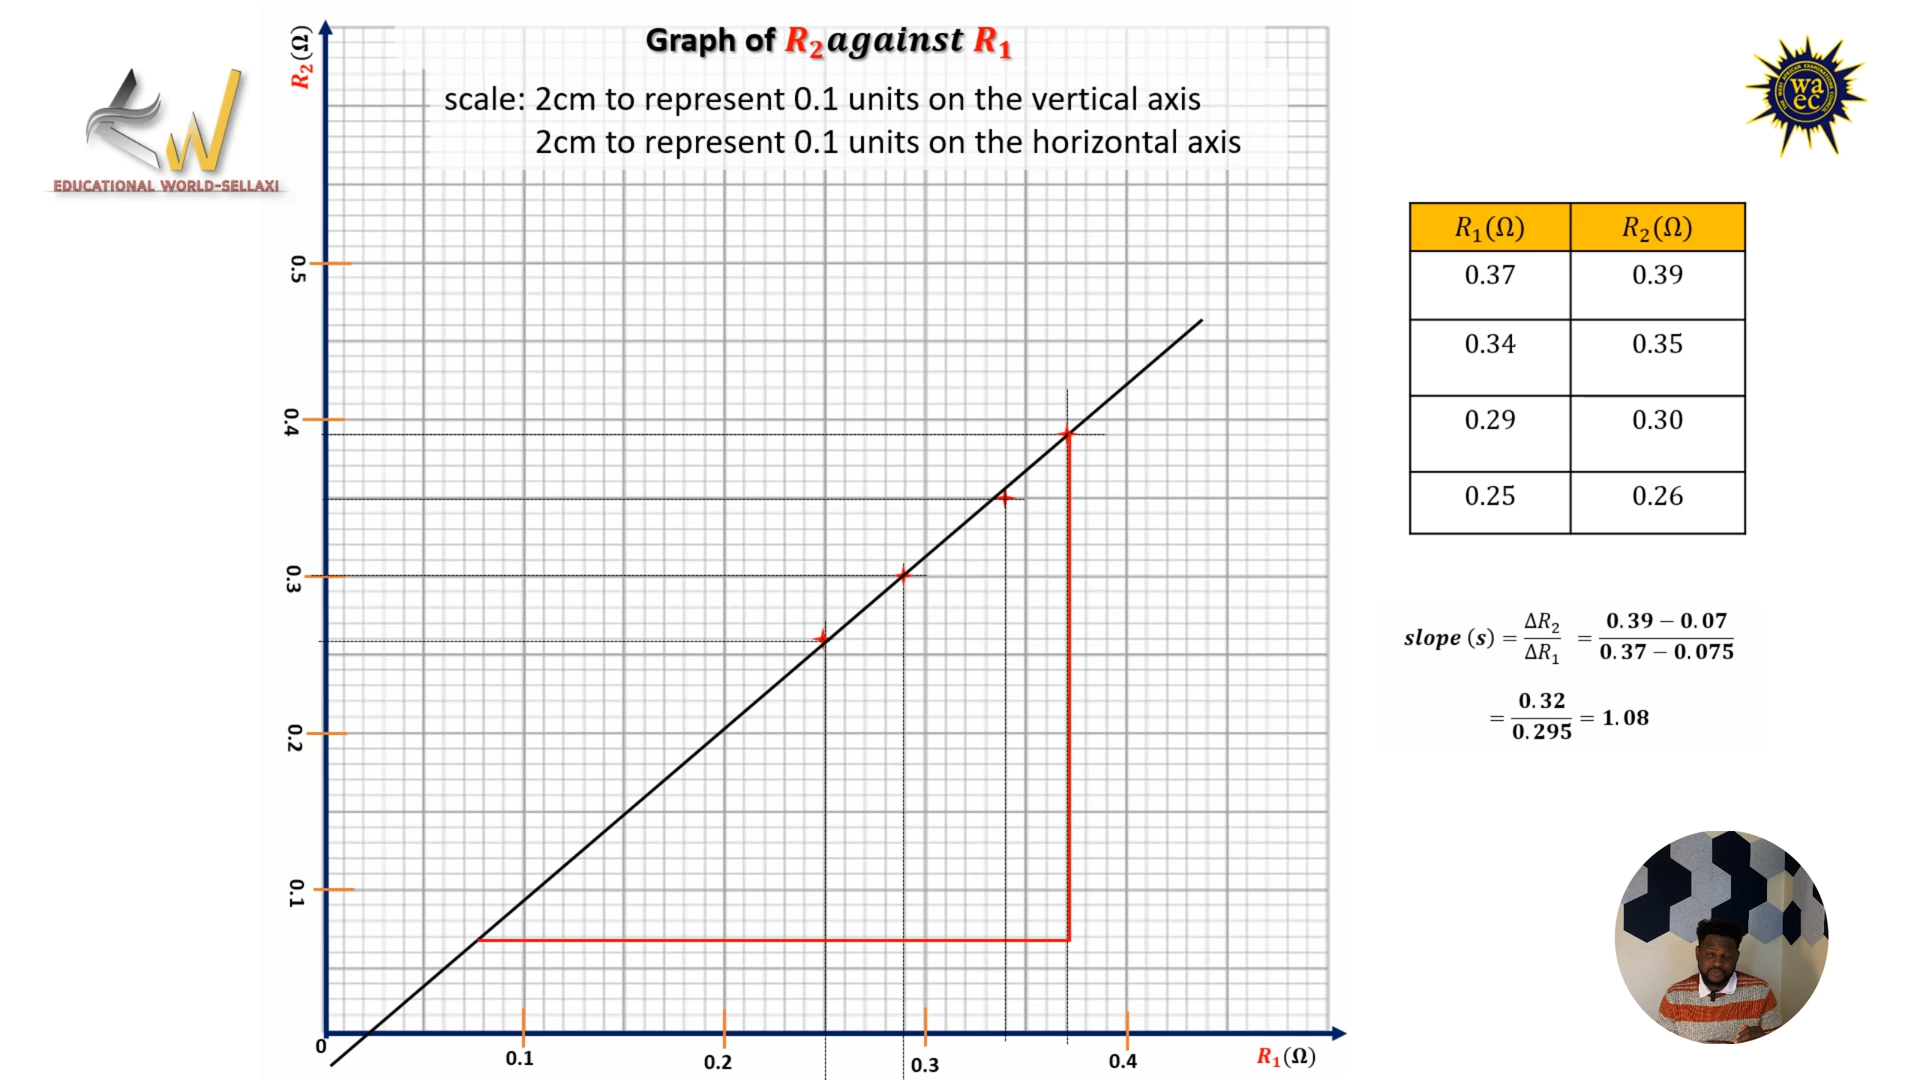 Graph of R₂ against R₁
R₂(Ω)
scale: 2cm to represent 0.1 units on the vertical axis
2cm to represent 0.1 units on the horizontal axis
EDUCATIONAL WORLD-SELLAXI
wa
ec
0.5
0.4
0.3
0.2
0.1
0
0.1
0.2
0.3
0.4
R₁(Ω)
R₁(Ω) R₂(Ω)
0.37 0.39
0.34 0.35
0.29 0.30
0.25 0.26
slope (s) = ΔR₂/ΔR₁ = 0.39 − 0.07/0.37 − 0.075
= 0.32/0.295 = 1.08